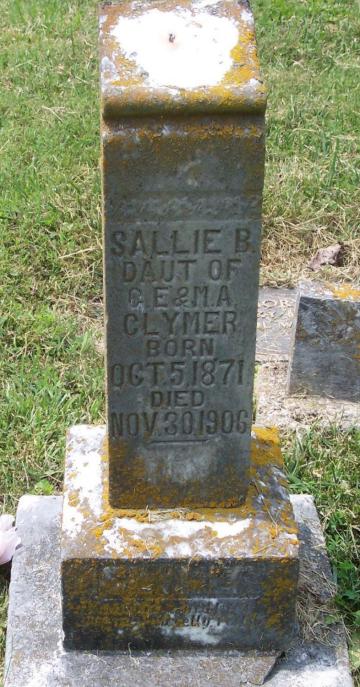 SALLIE B.
DAUT OF
C.E.&M.A.
CLYMER
BORN
OCT.5,1871
DIED
NOV.30,1906